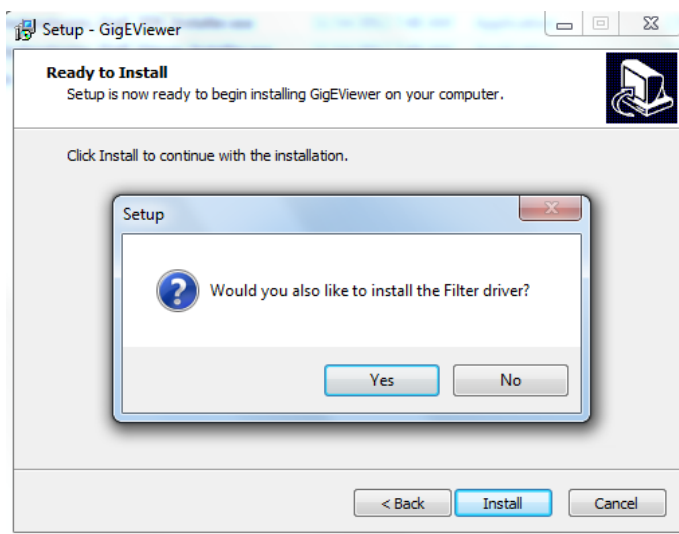 Setup - GigEViewer
Ready to Install
Setup is now ready to begin installing GigEViewer on your computer.
Click Install to continue with the installation.
Setup
Would you also like to install the Filter driver?
Yes
No
< Back
Install
Cancel